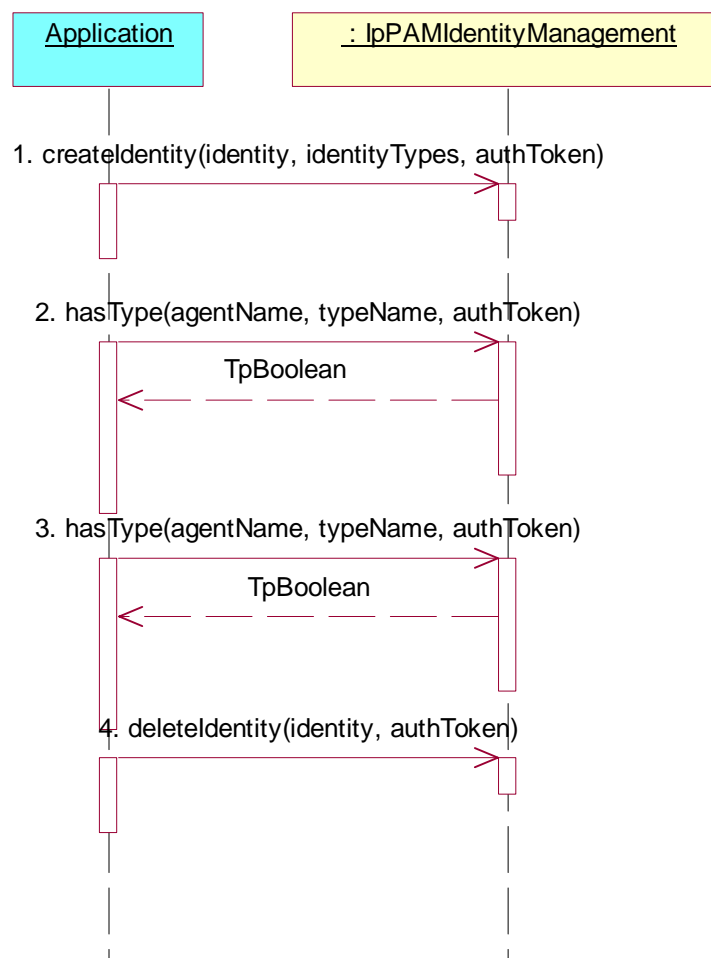 Application
: IpPAMIdentityManagement
1. createIdentity(identity, identityTypes, authToken)
2. hasType(agentName, typeName, authToken)
TpBoolean
3. hasType(agentName, typeName, authToken)
TpBoolean
4. deleteIdentity(identity, authToken)